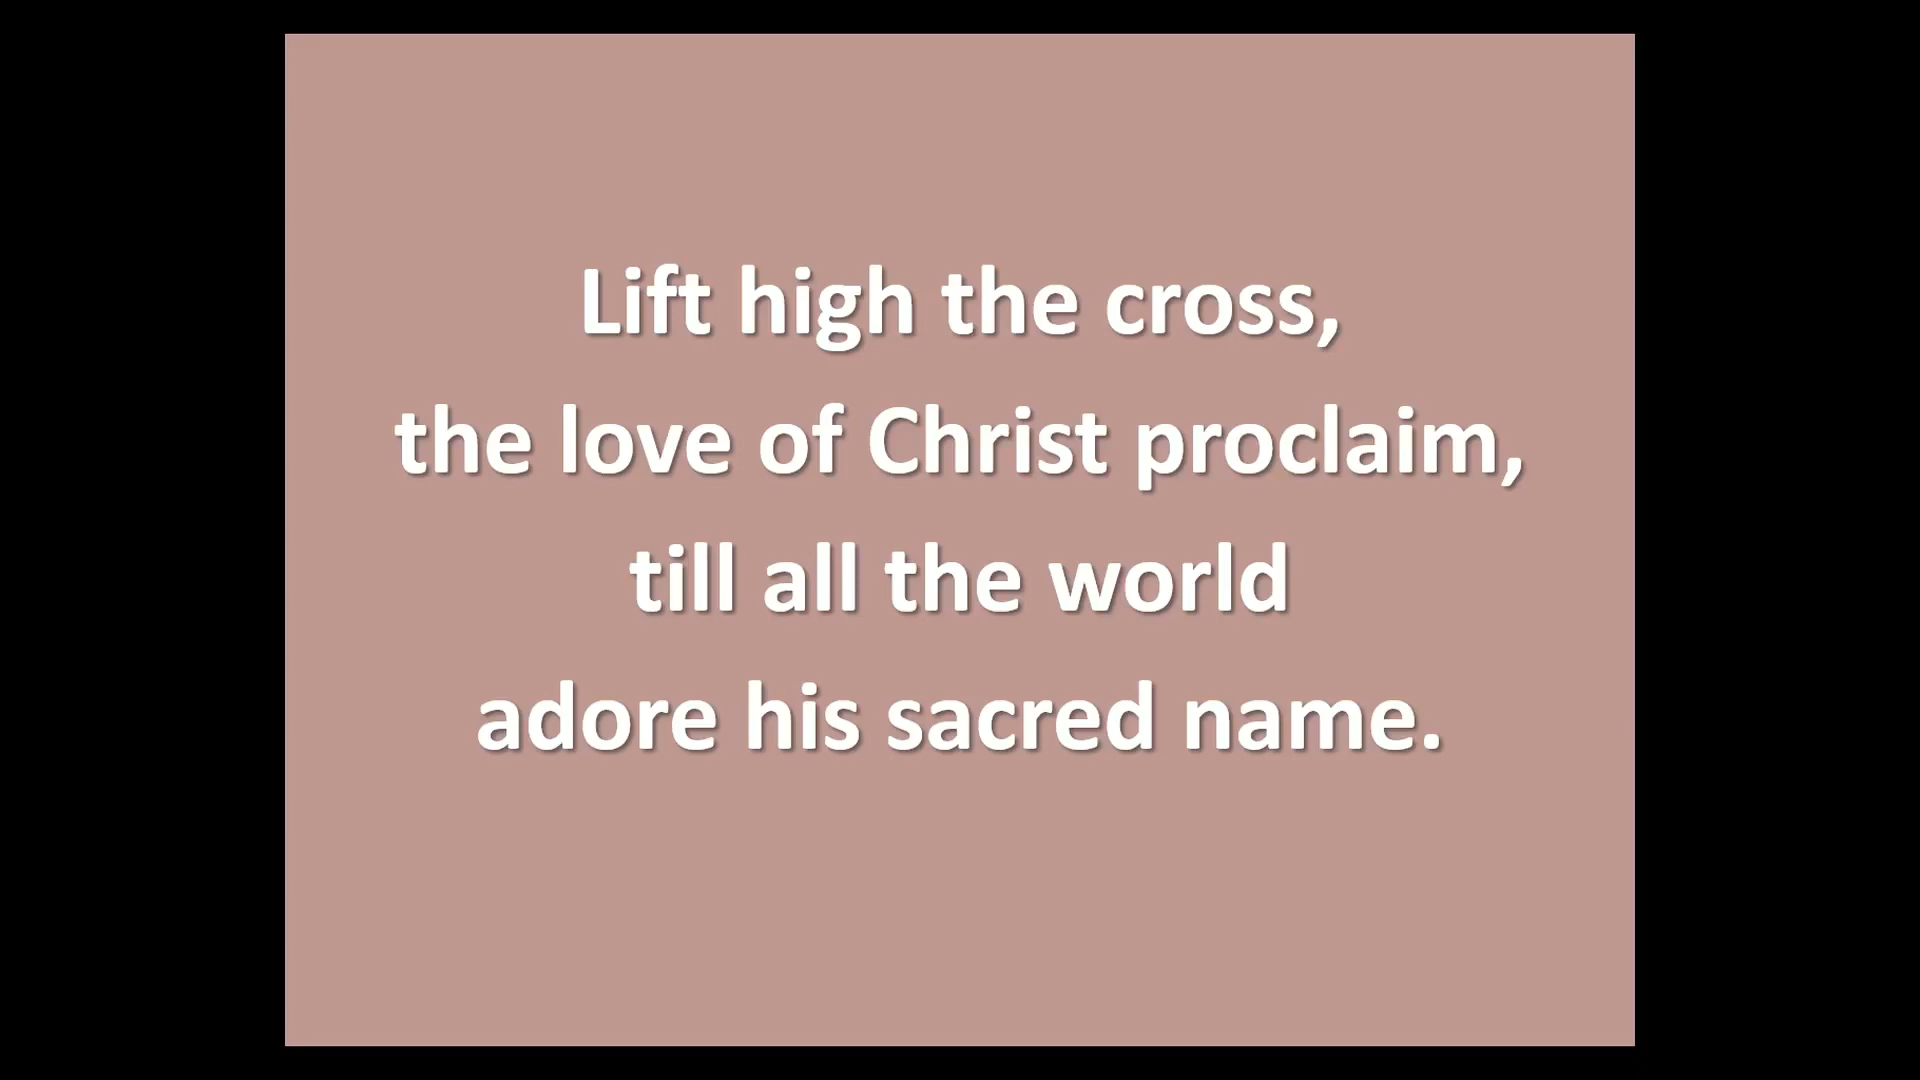 Lift high the cross,
the love of Christ proclaim,
till all the world
adore his sacred name.